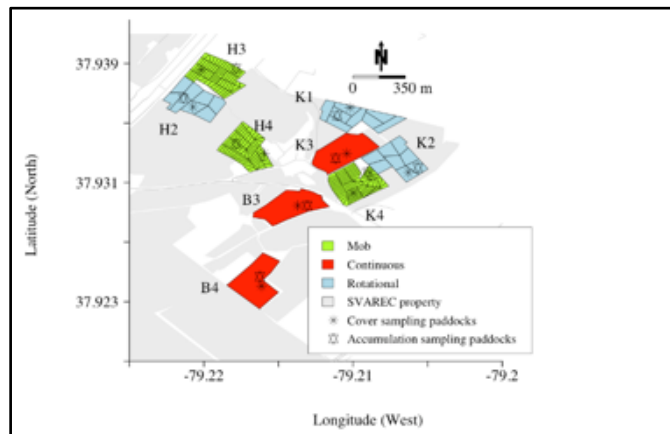 H3
37.939
N
K1
0 350 m
H2
H4
K3
K2
37.931
B3
K4
Latitude (North)
Mob
Continuous
Rotational
B4
SVAREC property
37.923
Cover sampling paddocks
Accumulation sampling paddocks
-79.22 -79.21 -79.2
Longitude (West)